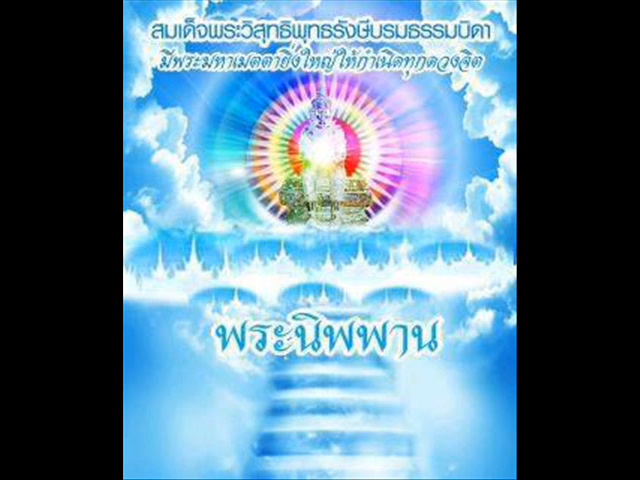 สมเด็จพระวิสุทธิพุทธรังษีบรมธรรมบิดา
มีพระมหาเมตตายิ่งใหญ่ให้กำเนิดทุกดวงจิต
พระนิพพาน